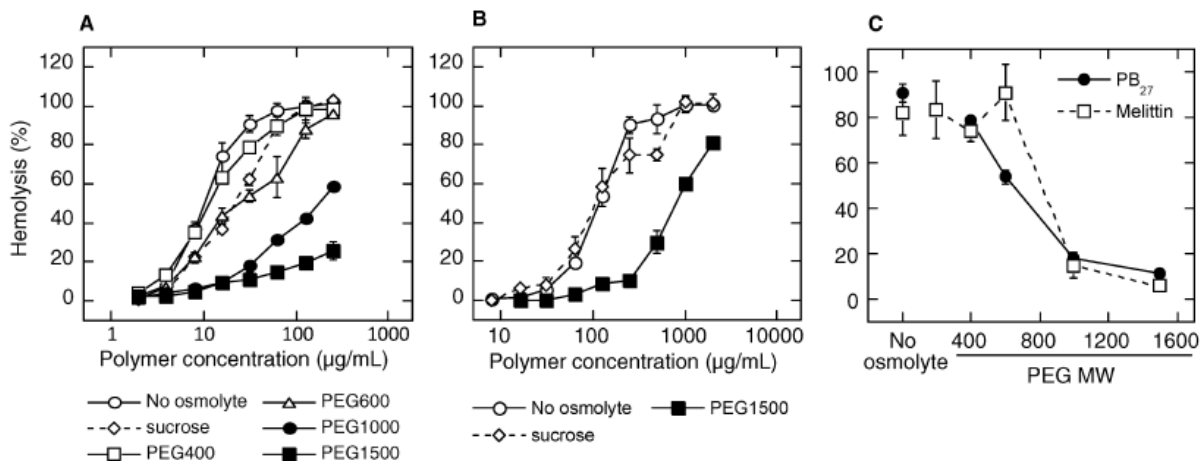 A
B
C
120
100
80
60
40
20
0
Hemolysis (%)
1 10 100 1000
Polymer concentration (µg/mL)
No osmolyte
sucrose
PEG400
PEG600
PEG1000
PEG1500
120
100
80
60
40
20
0
10 100 1000 10000
Polymer concentration (µg/mL)
No osmolyte
sucrose
PEG1500
100
80
60
40
20
0
PB27
Melittin
No osmolyte
400 800 1200 1600
PEG MW